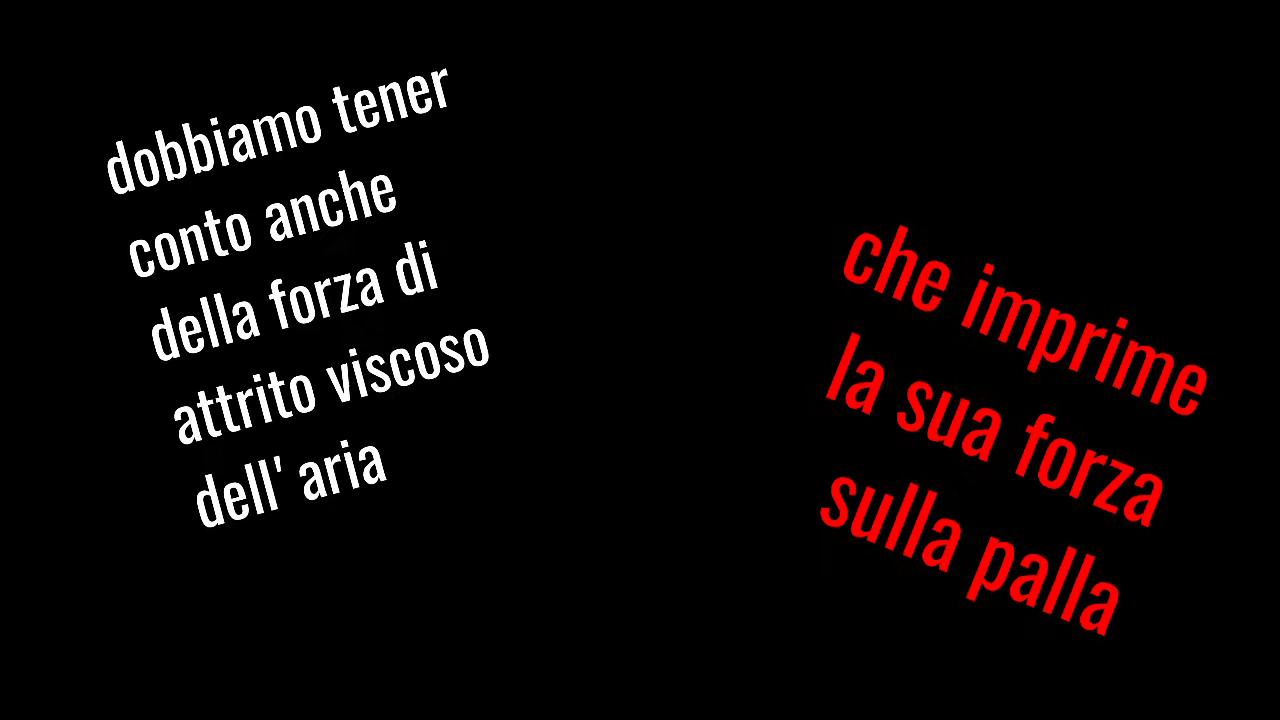 dobbiamo tener
conto anche
della forza di
attrito viscoso
dell' aria
che imprime
la sua forza
sulla palla